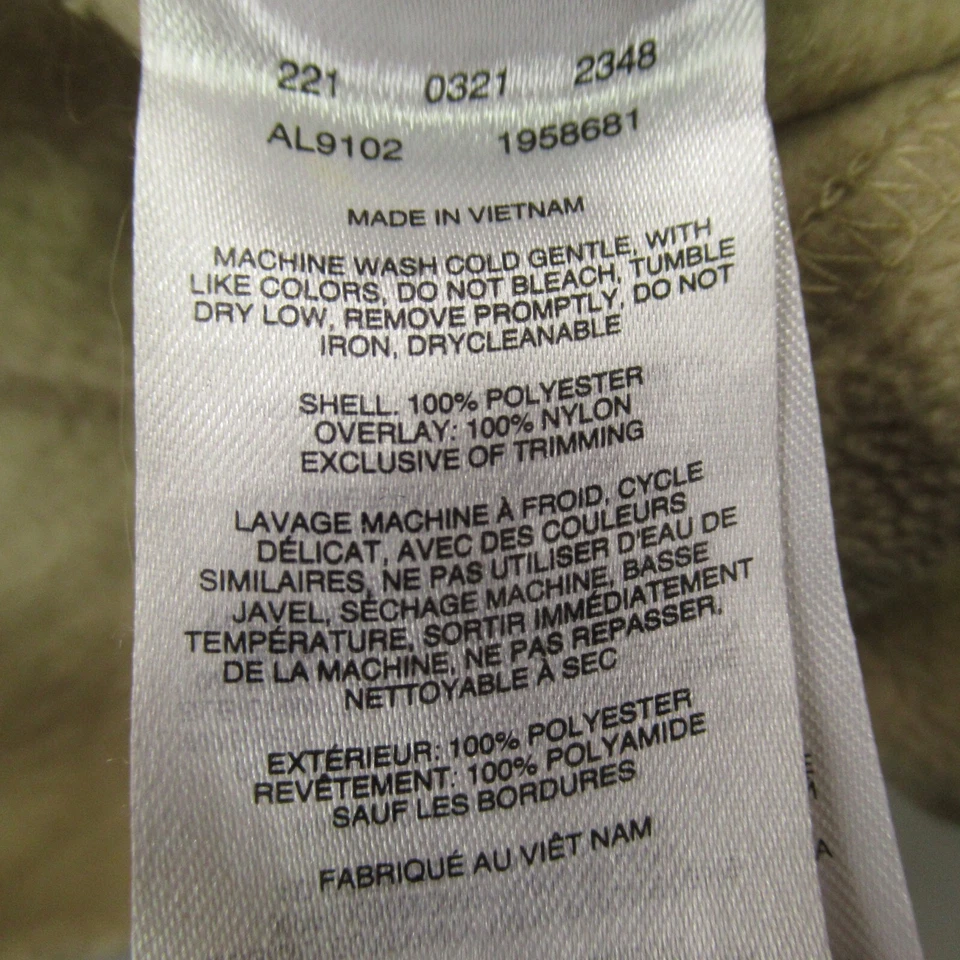 221 0321 2348
AL9102 1958681
MADE IN VIETNAM
MACHINE WASH COLD GENTLE, WITH
LIKE COLORS, DO NOT BLEACH, TUMBLE
DRY LOW, REMOVE PROMPTLY, DO NOT
IRON, DRYCLEANABLE
SHELL. 100% POLYESTER
OVERLAY: 100% NYLON
EXCLUSIVE OF TRIMMING
LAVAGE MACHINE À FROID, CYCLE
DÉLICAT, AVEC DES COULEURS
SIMILAIRES, NE PAS UTILISER D'EAU DE
JAVEL, SÉCHAGE MACHINE, BASSE
TEMPÉRATURE, SORTIR IMMÉDIATEMENT
DE LA MACHINE, NE PAS REPASSER,
NETTOYABLE À SEC
EXTÉRIEUR: 100% POLYESTER
REVÊTEMENT: 100% POLYAMIDE
SAUF LES BORDURES
FABRIQUÉ AU VIÊT NAM